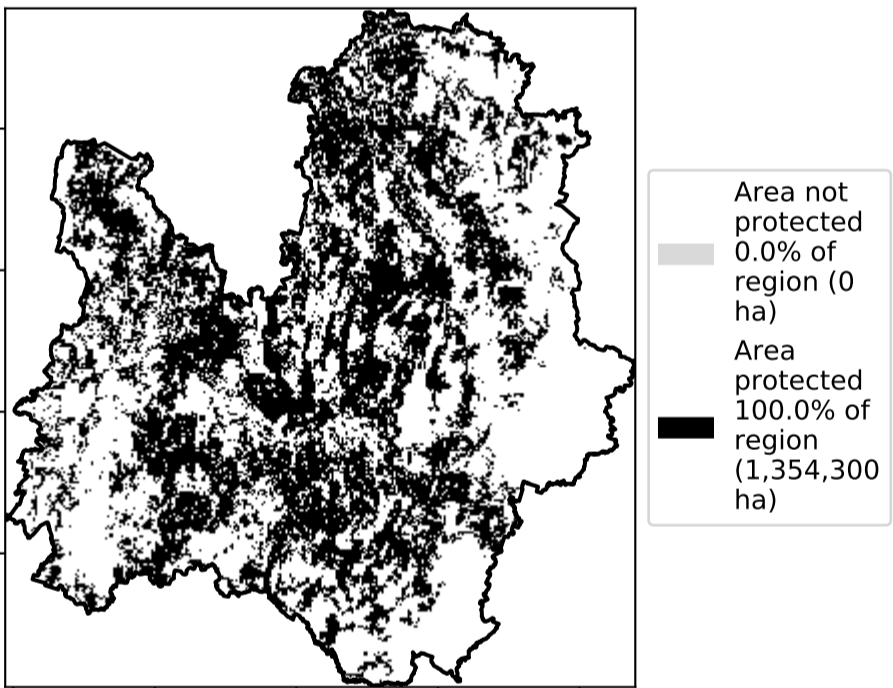 Area not
protected
0.0% of
region (0
ha)
Area
protected
100.0% of
region
(1,354,300
ha)